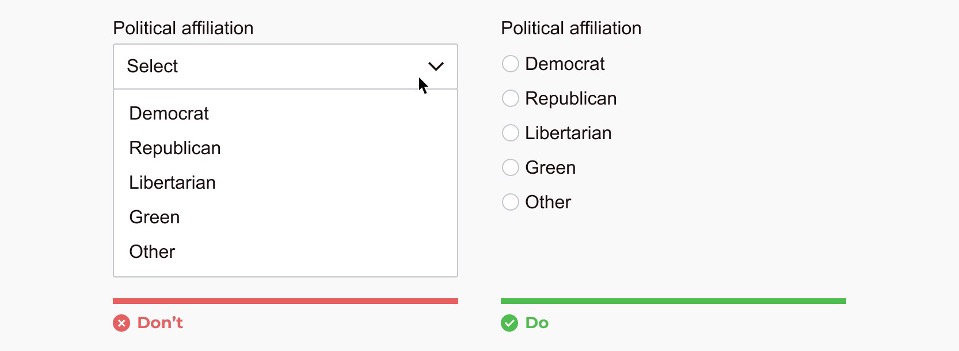 Political affiliation
Select
Democrat
Republican
Libertarian
Green
Other
Don't
Political affiliation
Democrat
Republican
Libertarian
Green
Other
Do